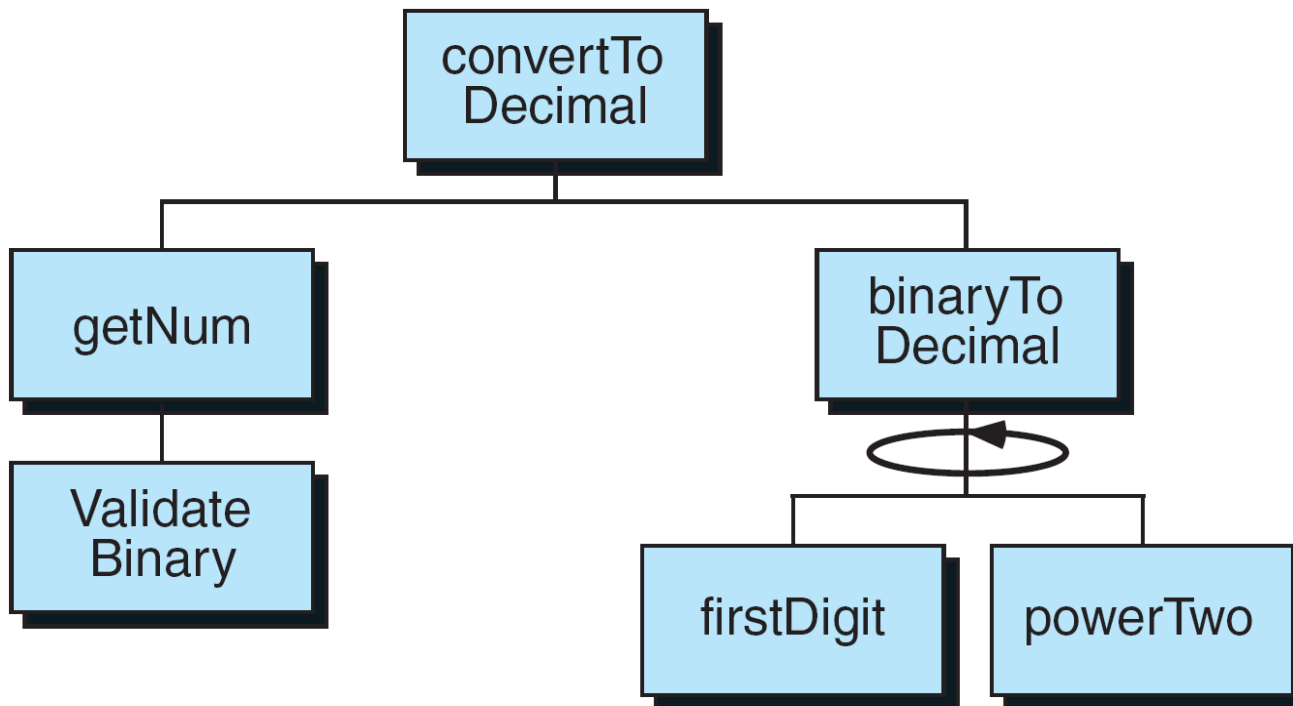 convertTo
Decimal
getNum
binaryTo
Decimal
Validate
Binary
firstDigit
powerTwo